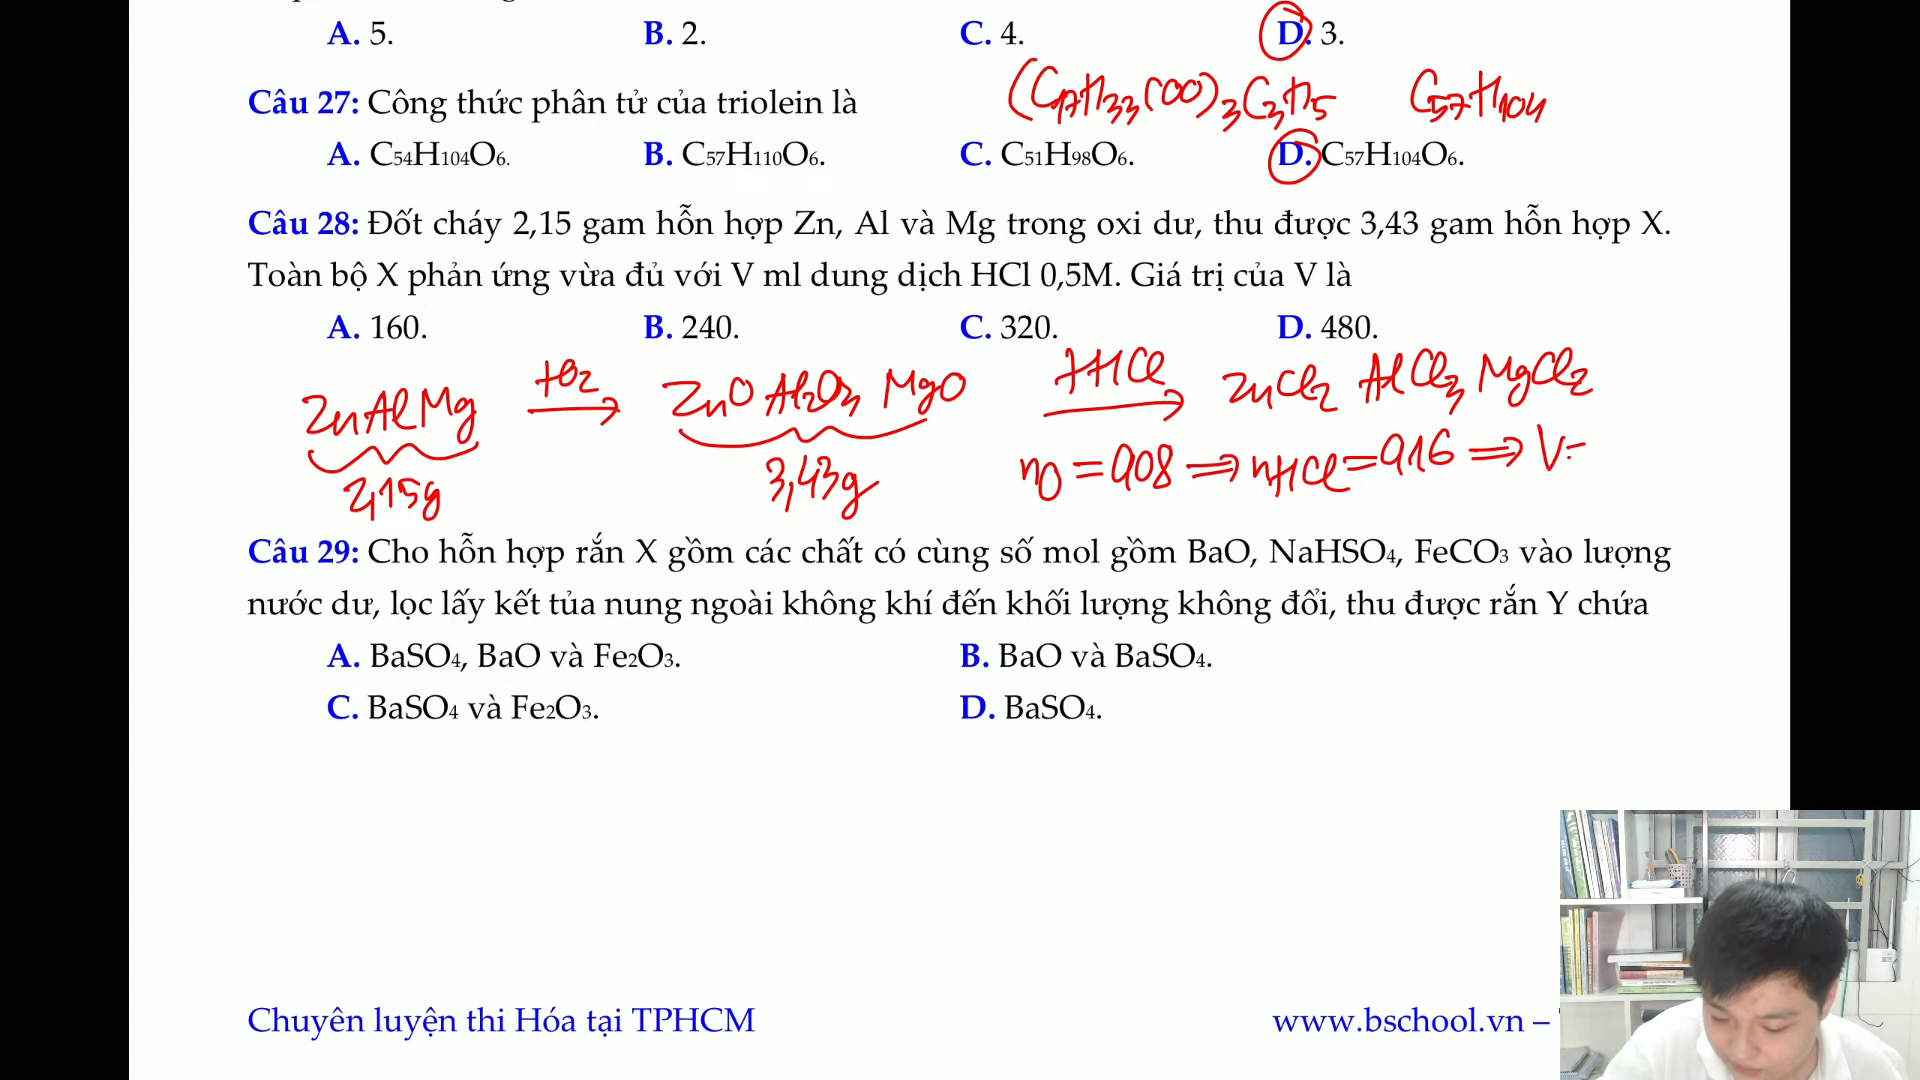 A. 5. B. 2. C. 4. D. 3.
Câu 27: Công thức phân tử của triolein là (C17H33COO)3C3H5 C57H104
A. C54H104O6. B. C57H110O6. C. C51H98O6. D. C57H104O6.
Câu 28: Đốt cháy 2,15 gam hỗn hợp Zn, Al và Mg trong oxi dư, thu được 3,43 gam hỗn hợp X.
Toàn bộ X phản ứng vừa đủ với V ml dung dịch HCl 0,5M. Giá trị của V là
A. 160. B. 240. C. 320. D. 480.
Zn Al Mg +O2 ZnO Al2O3 MgO +HCl ZnCl2 AlCl3 MgCl2
2,15g 3,43g nO = 0,08 ⇒ nHCl = 0,16 ⇒ V=
Câu 29: Cho hỗn hợp rắn X gồm các chất có cùng số mol gồm BaO, NaHSO4, FeCO3 vào lượng
nước dư, lọc lấy kết tủa nung ngoài không khí đến khối lượng không đổi, thu được rắn Y chứa
A. BaSO4, BaO và Fe2O3. B. BaO và BaSO4.
C. BaSO4 và Fe2O3. D. BaSO4.
Chuyên luyện thi Hóa tại TPHCM www.bschool.vn –